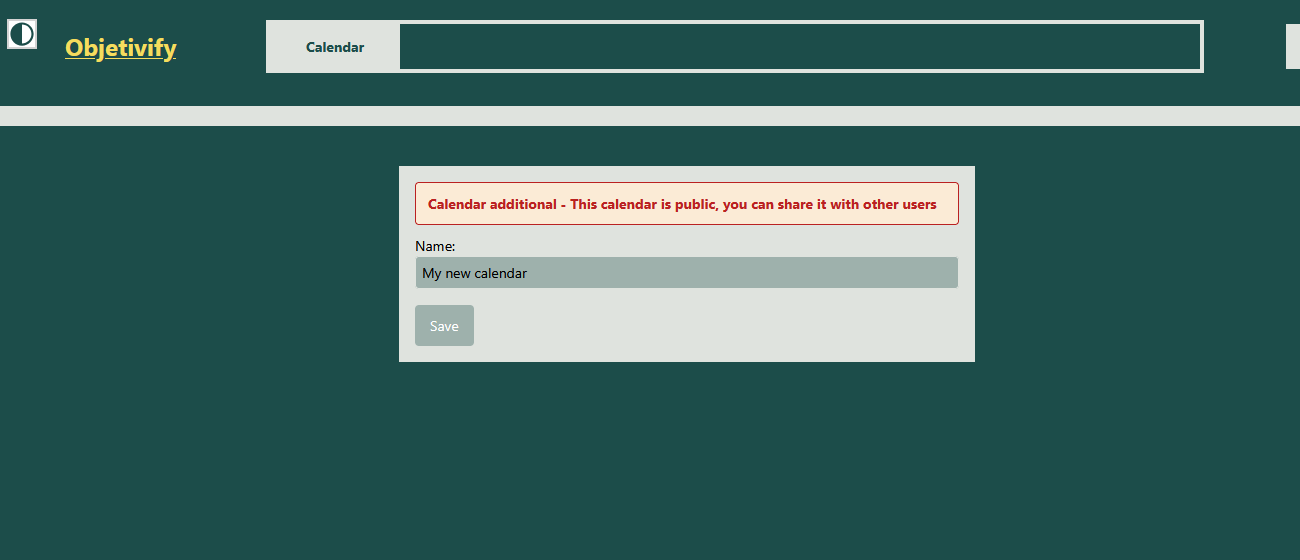 Objetivify
Calendar
Calendar additional - This calendar is public, you can share it with other users
Name:
My new calendar
Save